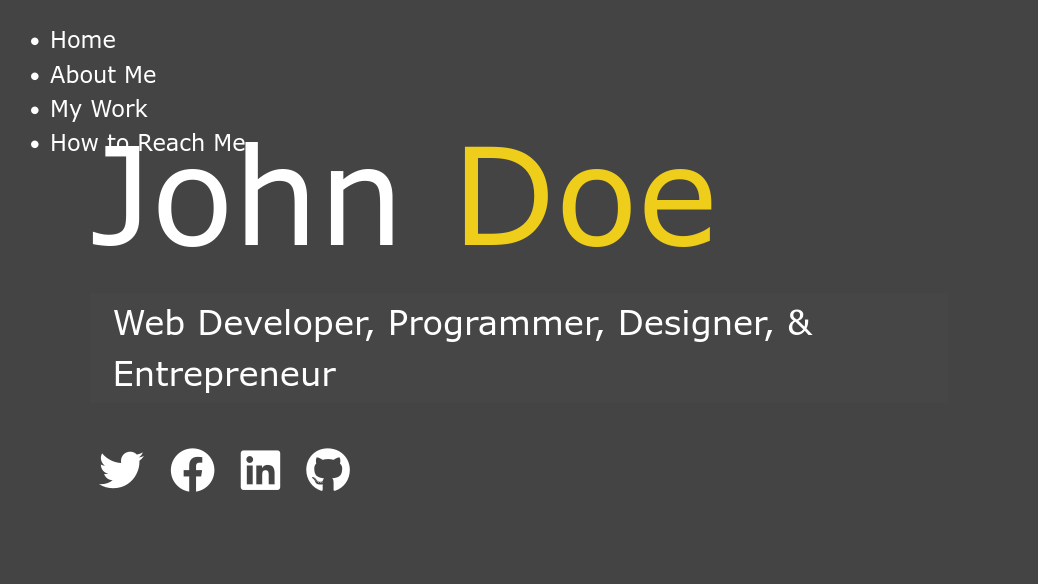 Home
About Me
My Work
How to Reach Me
John Doe
Web Developer, Programmer, Designer, &
Entrepreneur